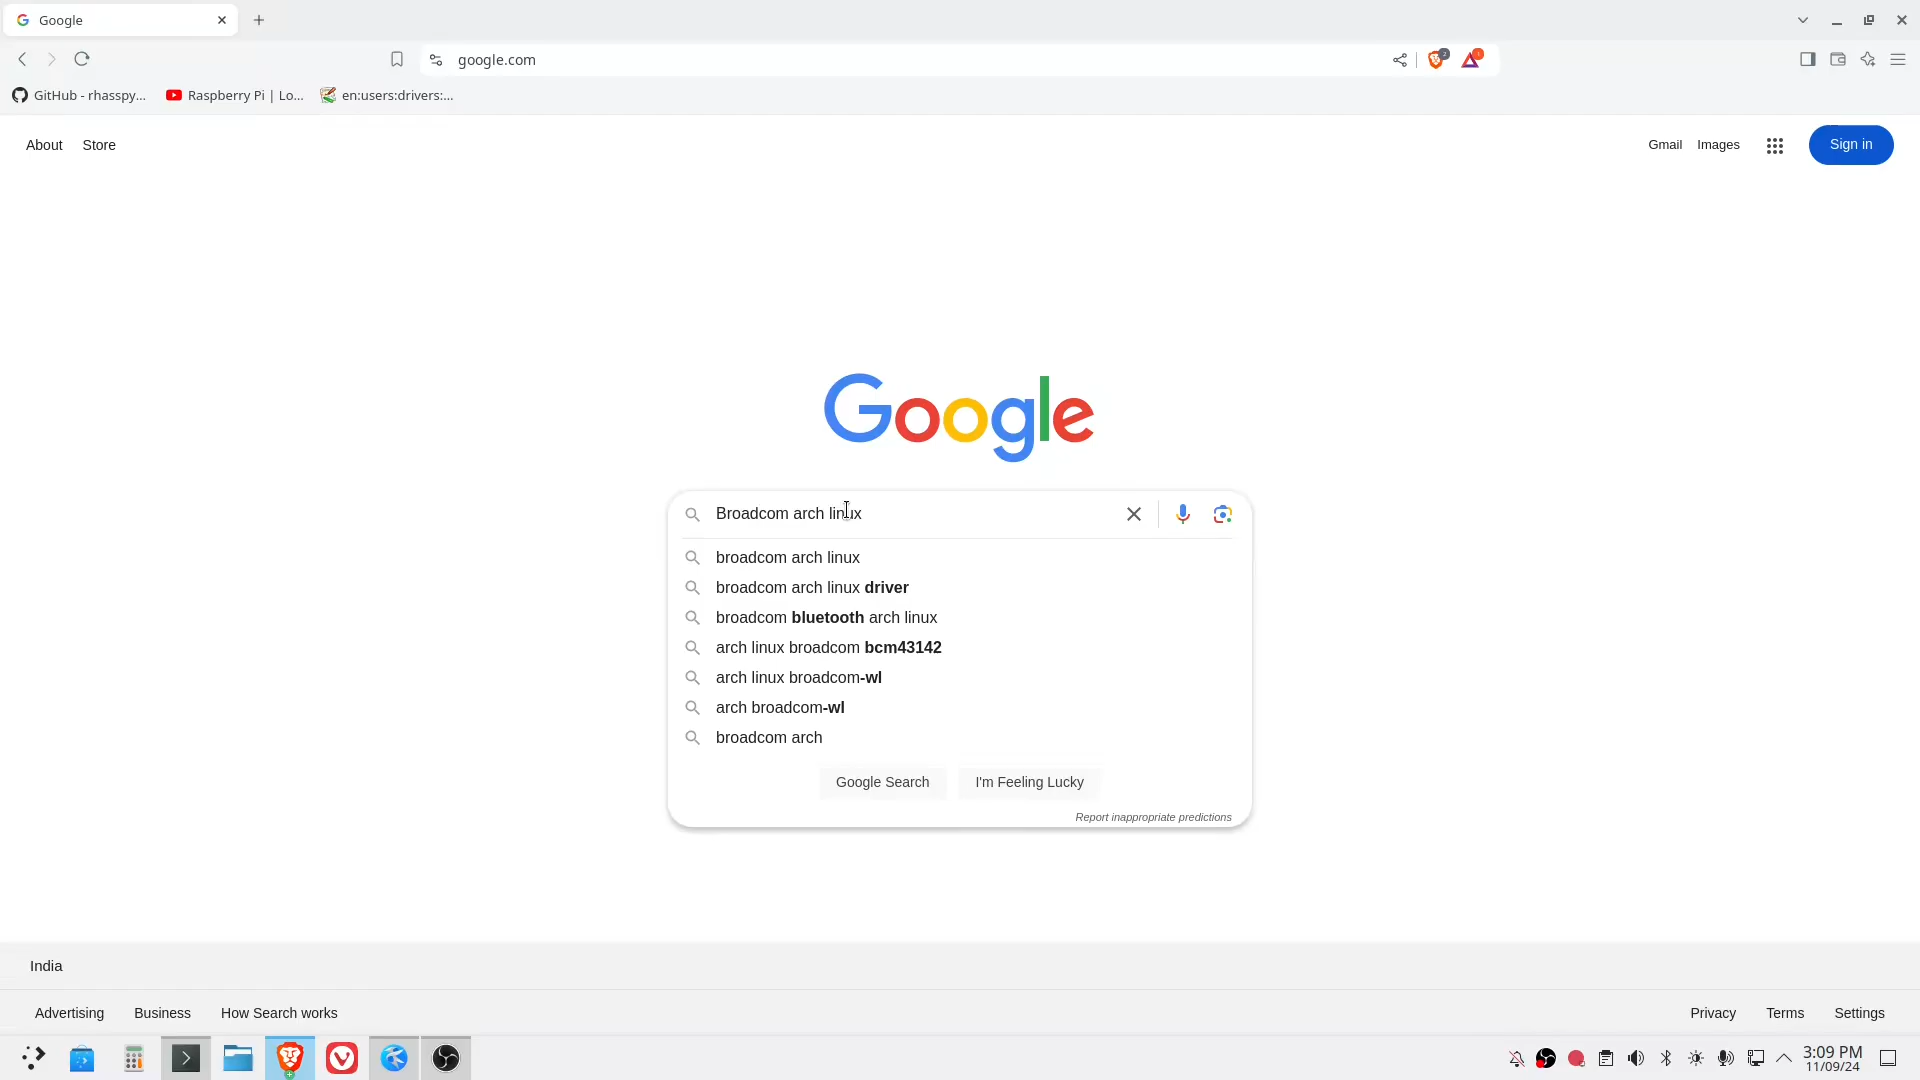 Google
google.com
GitHub - rhasspy...
Raspberry Pi | Lo...
en:users:drivers:...
About
Store
Gmail
Images
Sign in
Google
Broadcom arch linux
broadcom arch linux
broadcom arch linux driver
broadcom bluetooth arch linux
arch linux broadcom bcm43142
arch linux broadcom-wl
arch broadcom-wl
broadcom arch
Google Search
I'm Feeling Lucky
Report inappropriate predictions
India
Advertising
Business
How Search works
Privacy
Terms
Settings
3:09 PM
11/09/24